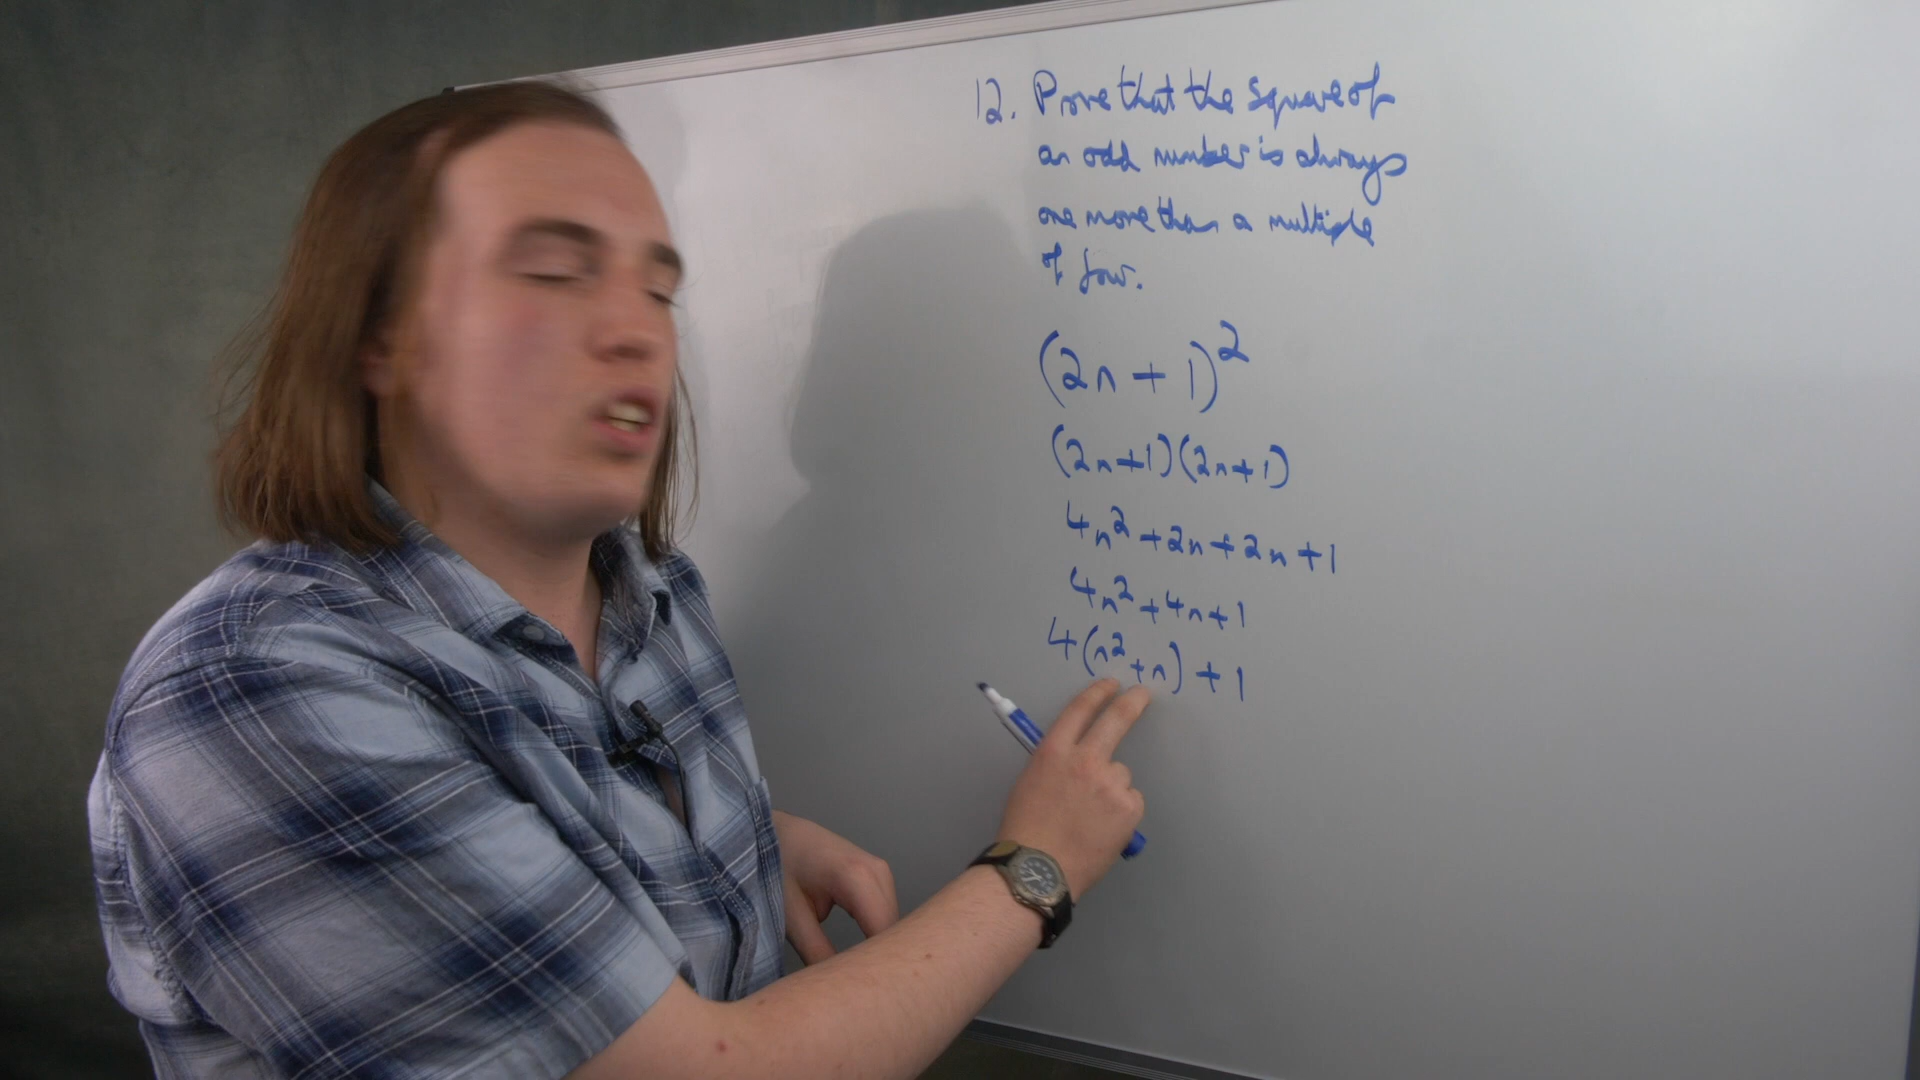 12. Prove that the square of
an odd number is always
one more than a multiple
of four.
(2n + 1)²
(2n+1)(2n+1)
4n² + 2n + 2n + 1
4n² + 4n + 1
4(n² + n) + 1